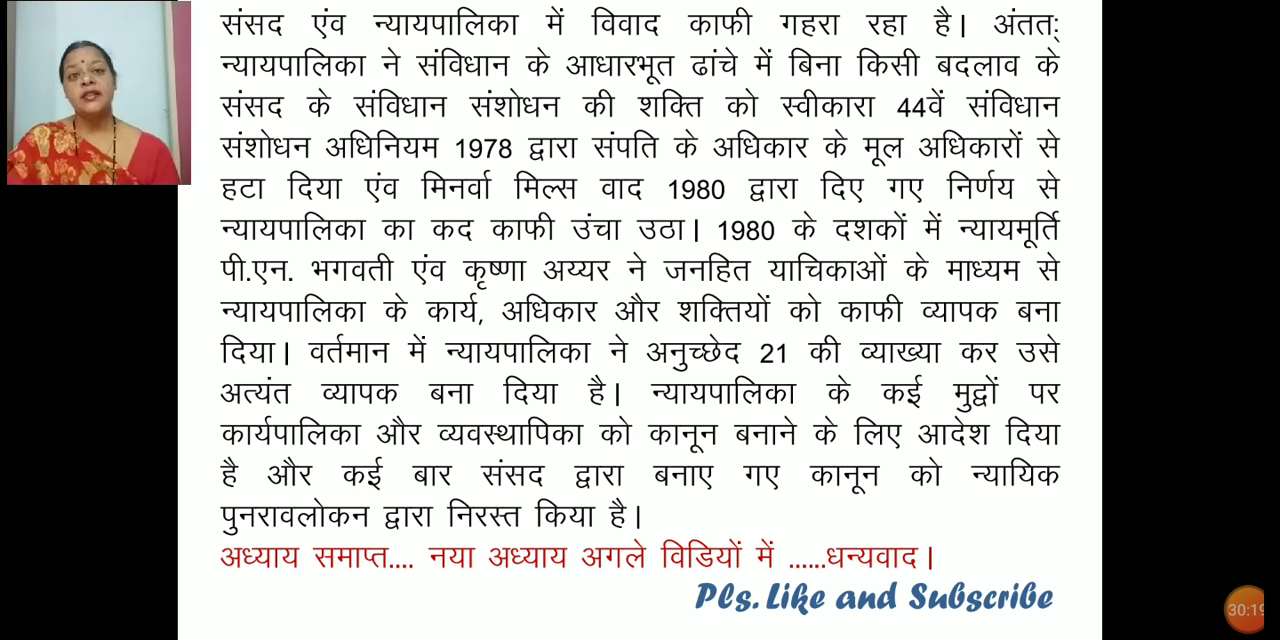 संसद एंव न्यायपालिका में विवाद काफी गहरा रहा है। अंततः
न्यायपालिका ने संविधान के आधारभूत ढांचे में बिना किसी बदलाव के
संसद के संविधान संशोधन की शक्ति को स्वीकारा 44वें संविधान
संशोधन अधिनियम 1978 द्वारा संपति के अधिकार के मूल अधिकारों से
हटा दिया एंव मिनर्वा मिल्स वाद 1980 द्वारा दिए गए निर्णय से
न्यायपालिका का कद काफी उंचा उठा। 1980 के दशकों में न्यायमूर्ति
पी.एन. भगवती एंव कृष्णा अय्यर ने जनहित याचिकाओं के माध्यम से
न्यायपालिका के कार्य, अधिकार और शक्तियों को काफी व्यापक बना
दिया। वर्तमान में न्यायपालिका ने अनुच्छेद 21 की व्याख्या कर उसे
अत्यंत व्यापक बना दिया है। न्यायपालिका के कई मुद्दों पर
कार्यपालिका और व्यवस्थापिका को कानून बनाने के लिए आदेश दिया
है और कई बार संसद द्वारा बनाए गए कानून को न्यायिक
पुनरावलोकन द्वारा निरस्त किया है।
अध्याय समाप्त.... नया अध्याय अगले विडियों में ......धन्यवाद।
Pls. Like and Subscribe
30:19